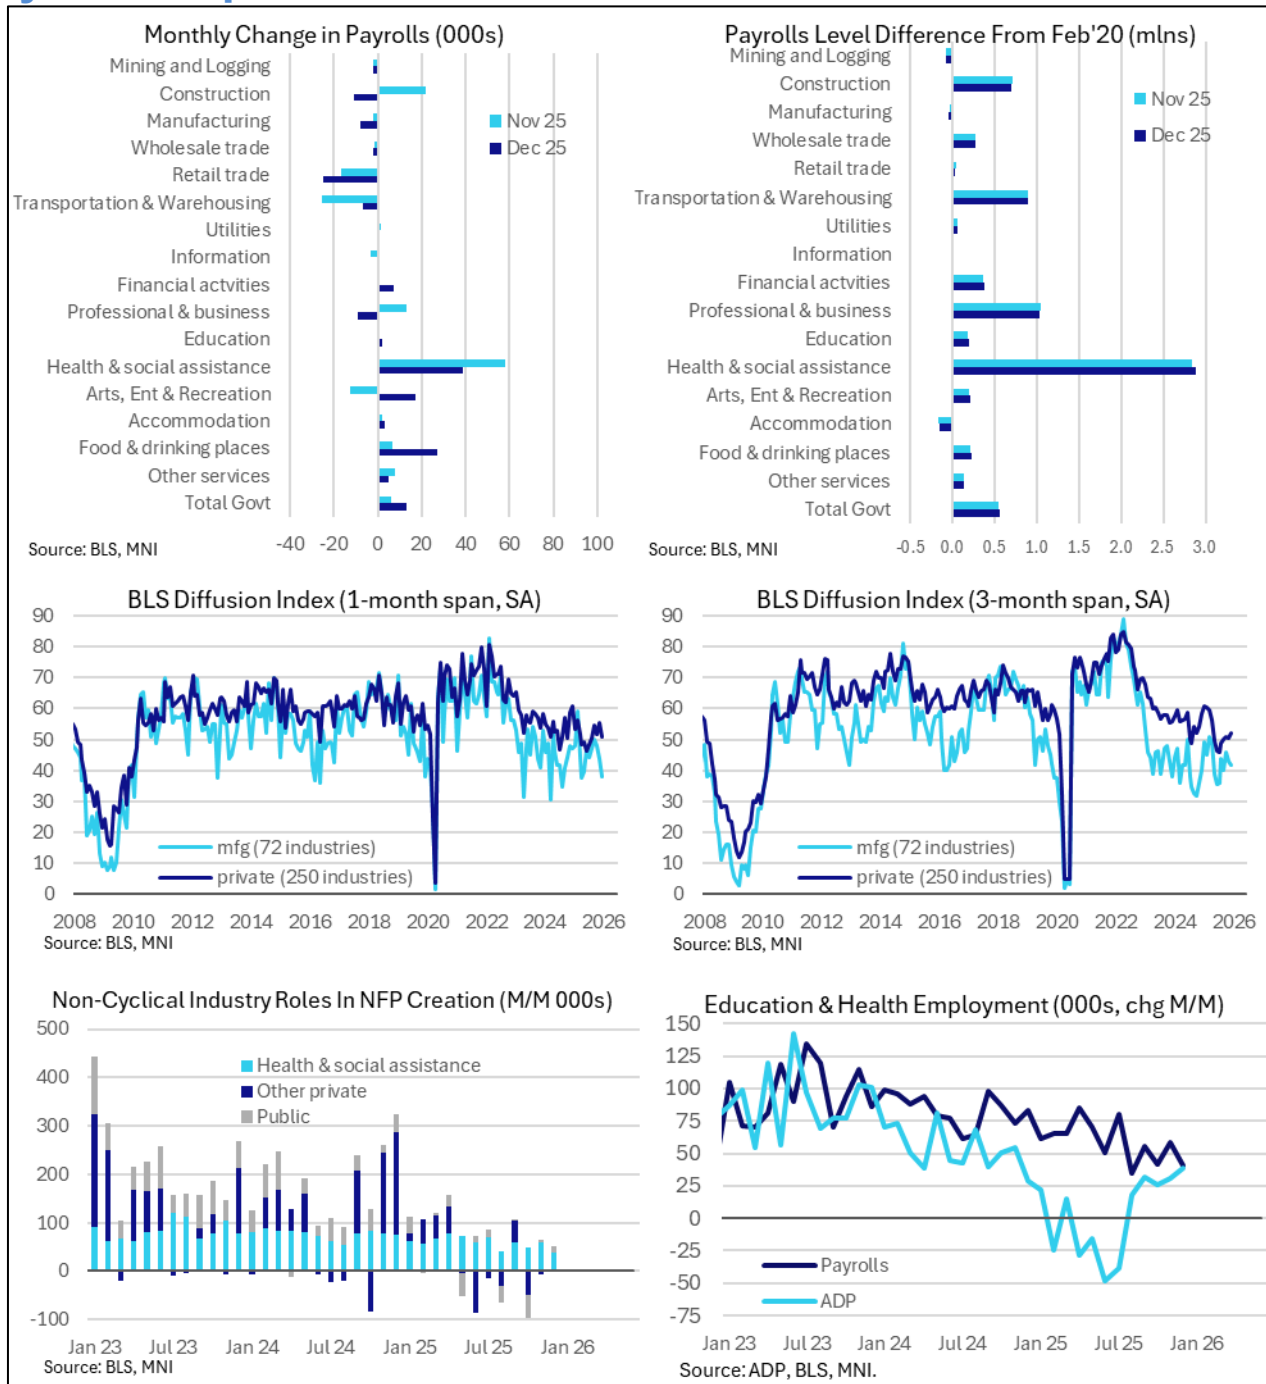 Monthly Change in Payrolls (000s)
Mining and Logging
Construction
Manufacturing
Wholesale trade
Retail trade
Transportation & Warehousing
Utilities
Information
Financial actvities
Professional & business
Education
Health & social assistance
Arts, Ent & Recreation
Accommodation
Food & drinking places
Other services
Total Govt
Nov 25
Dec 25
-40 -20 0 20 40 60 80 100
Source: BLS, MNI
Payrolls Level Difference From Feb'20 (mlns)
Mining and Logging
Construction
Manufacturing
Wholesale trade
Retail trade
Transportation & Warehousing
Utilities
Information
Financial actvities
Professional & business
Education
Health & social assistance
Arts, Ent & Recreation
Accommodation
Food & drinking places
Other services
Total Govt
Nov 25
Dec 25
-0.5 0.0 0.5 1.0 1.5 2.0 2.5 3.0
Source: BLS, MNI
BLS Diffusion Index (1-month span, SA)
90
80
70
60
50
40
30
20
10
0
mfg (72 industries)
private (250 industries)
2008 2010 2012 2014 2016 2018 2020 2022 2024 2026
Source: BLS, MNI
BLS Diffusion Index (3-month span, SA)
90
80
70
60
50
40
30
20
10
0
mfg (72 industries)
private (250 industries)
2008 2010 2012 2014 2016 2018 2020 2022 2024 2026
Source: BLS, MNI
Non-Cyclical Industry Roles In NFP Creation (M/M 000s)
500
400
300
200
100
0
-100
Health & social assistance
Other private
Public
Jan 23 Jul 23 Jan 24 Jul 24 Jan 25 Jul 25 Jan 26
Source: BLS, MNI
Education & Health Employment (000s, chg M/M)
150
125
100
75
50
25
0
-25
-50
-75
Payrolls
ADP
Jan 23 Jul 23 Jan 24 Jul 24 Jan 25 Jul 25 Jan 26
Source: ADP, BLS, MNI.